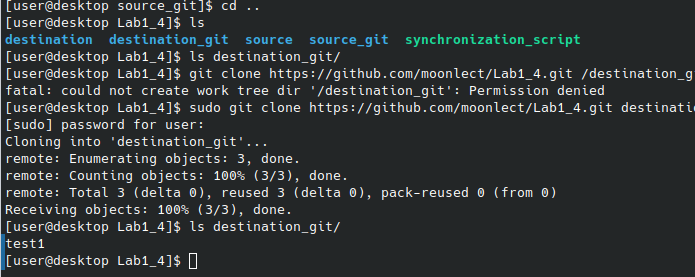 [user@desktop source_git]$ cd ..
[user@desktop Lab1_4]$ ls
destination  destination_git  source  source_git  synchronization_script
[user@desktop Lab1_4]$ ls destination_git/
[user@desktop Lab1_4]$ git clone https://github.com/moonlect/Lab1_4.git /destination_g
fatal: could not create work tree dir '/destination_git': Permission denied
[user@desktop Lab1_4]$ sudo git clone https://github.com/moonlect/Lab1_4.git destinatio
[sudo] password for user:
Cloning into 'destination_git'...
remote: Enumerating objects: 3, done.
remote: Counting objects: 100% (3/3), done.
remote: Total 3 (delta 0), reused 3 (delta 0), pack-reused 0 (from 0)
Receiving objects: 100% (3/3), done.
[user@desktop Lab1_4]$ ls destination_git/
test1
[user@desktop Lab1_4]$